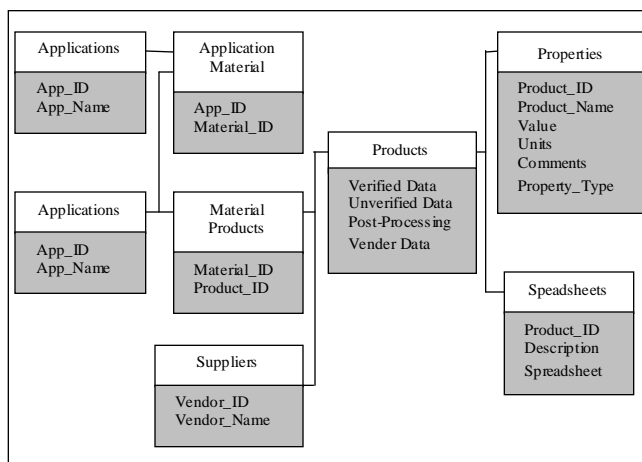 Applications
App_ID
App_Name
Application
Material
App_ID
Material_ID
Properties
Product_ID
Product_Name
Value
Units
Comments
Property_Type
Products
Verified Data
Unverified Data
Post-Processing
Vender Data
Applications
App_ID
App_Name
Material
Products
Material_ID
Product_ID
Speadsheets
Product_ID
Description
Spreadsheet
Suppliers
Vendor_ID
Vendor_Name